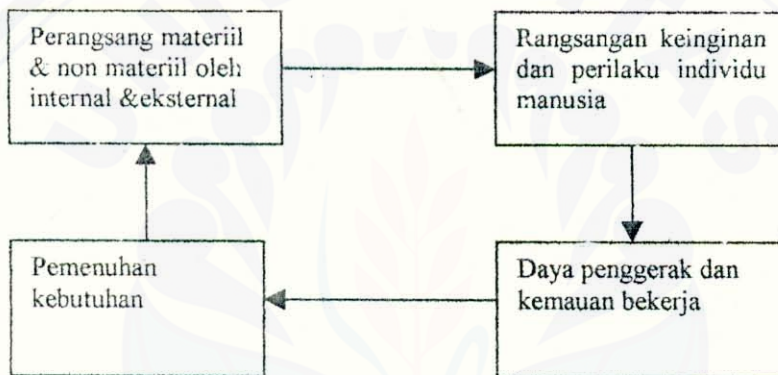 Perangsang materiil
& non materiil oleh
internal &eksternal
Rangsangan keinginan
dan perilaku individu
manusia
Pemenuhan
kebutuhan
Daya penggerak dan
kemauan bekerja